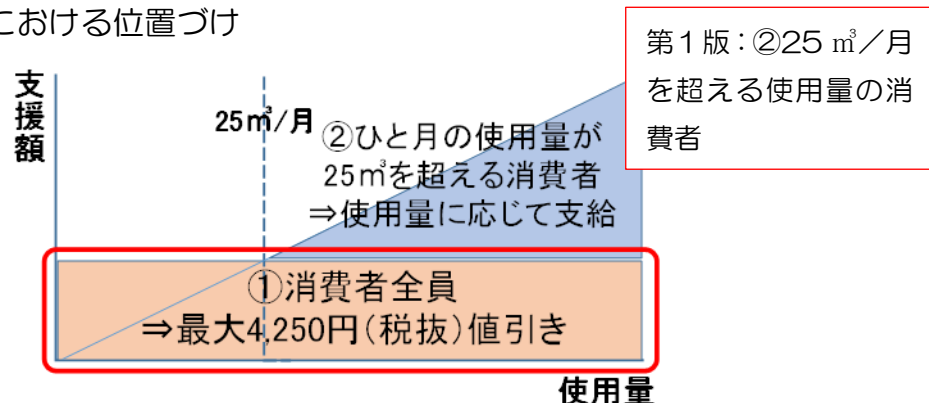 における位置づけ
第1版：②25 ㎥／月
を超える使用量の消
費者
支援額
25㎥/月
②ひと月の使用量が
25㎥を超える消費者
⇒使用量に応じて支給
①消費者全員
⇒最大4,250円(税抜)値引き
使用量